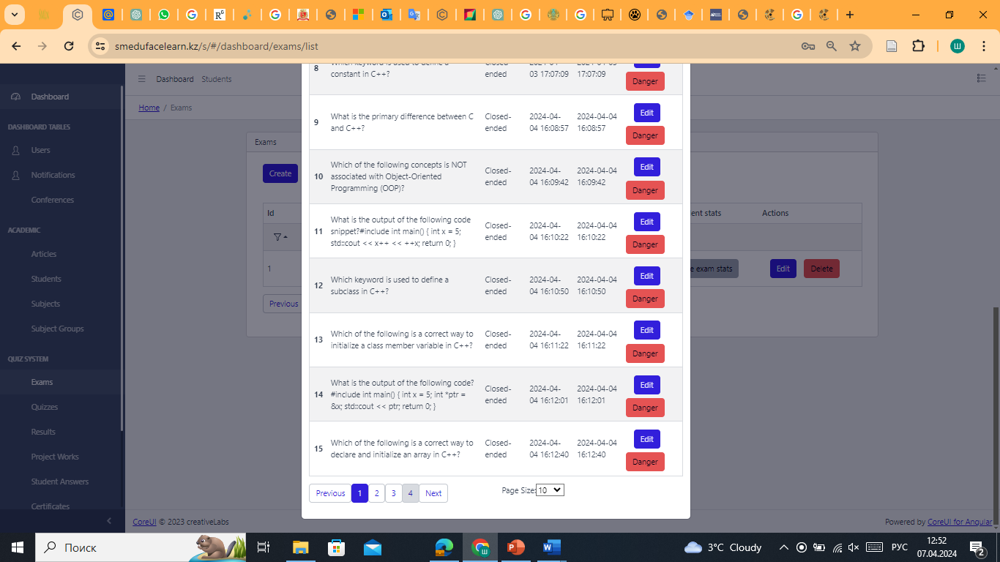 smedufacelearn.kz/s/#/dashboard/exams/list
Ш
Dashboard
Dashboard Students
Home / Exams
DASHBOARD TABLES
Users
Notifications
Conferences
ACADEMIC
Articles
Students
Subjects
Subject Groups
QUIZ SYSTEM
Exams
Quizzes
Results
Project Works
Student Answers
Certificates
Exams
Create
Id
1
Previous
ent stats
Actions
e exam stats
Edit
Delete
8
constant in C++?
ended
03 17:07:09
17:07:09
Danger
9
What is the primary difference between C
and C++?
Closed-
ended
2024-04-
04 16:08:57
2024-04-04
16:08:57
Edit
Danger
10
Which of the following concepts is NOT
associated with Object-Oriented
Programming (OOP)?
Closed-
ended
2024-04-
04 16:09:42
2024-04-04
16:09:42
Edit
Danger
11
What is the output of the following code
snippet?#include int main() { int x = 5;
std::cout << x++ << ++x; return 0; }
Closed-
ended
2024-04-
04 16:10:22
2024-04-04
16:10:22
Edit
Danger
12
Which keyword is used to define a
subclass in C++?
Closed-
ended
2024-04-
04 16:10:50
2024-04-04
16:10:50
Edit
Danger
13
Which of the following is a correct way to
initialize a class member variable in C++?
Closed-
ended
2024-04-
04 16:11:22
2024-04-04
16:11:22
Edit
Danger
14
What is the output of the following code?
#include int main() { int x = 5; int *ptr =
&x; std::cout << ptr; return 0; }
Closed-
ended
2024-04-
04 16:12:01
2024-04-04
16:12:01
Edit
Danger
15
Which of the following is a correct way to
declare and initialize an array in C++?
Closed-
ended
2024-04-
04 16:12:40
2024-04-04
16:12:40
Edit
Danger
Previous 1 2 3 4 Next
Page Size: 10
CoreUI © 2023 creativeLabs
Powered by CoreUI for Angular
Поиск
3°C Cloudy
РУС
12:52
07.04.2024
2